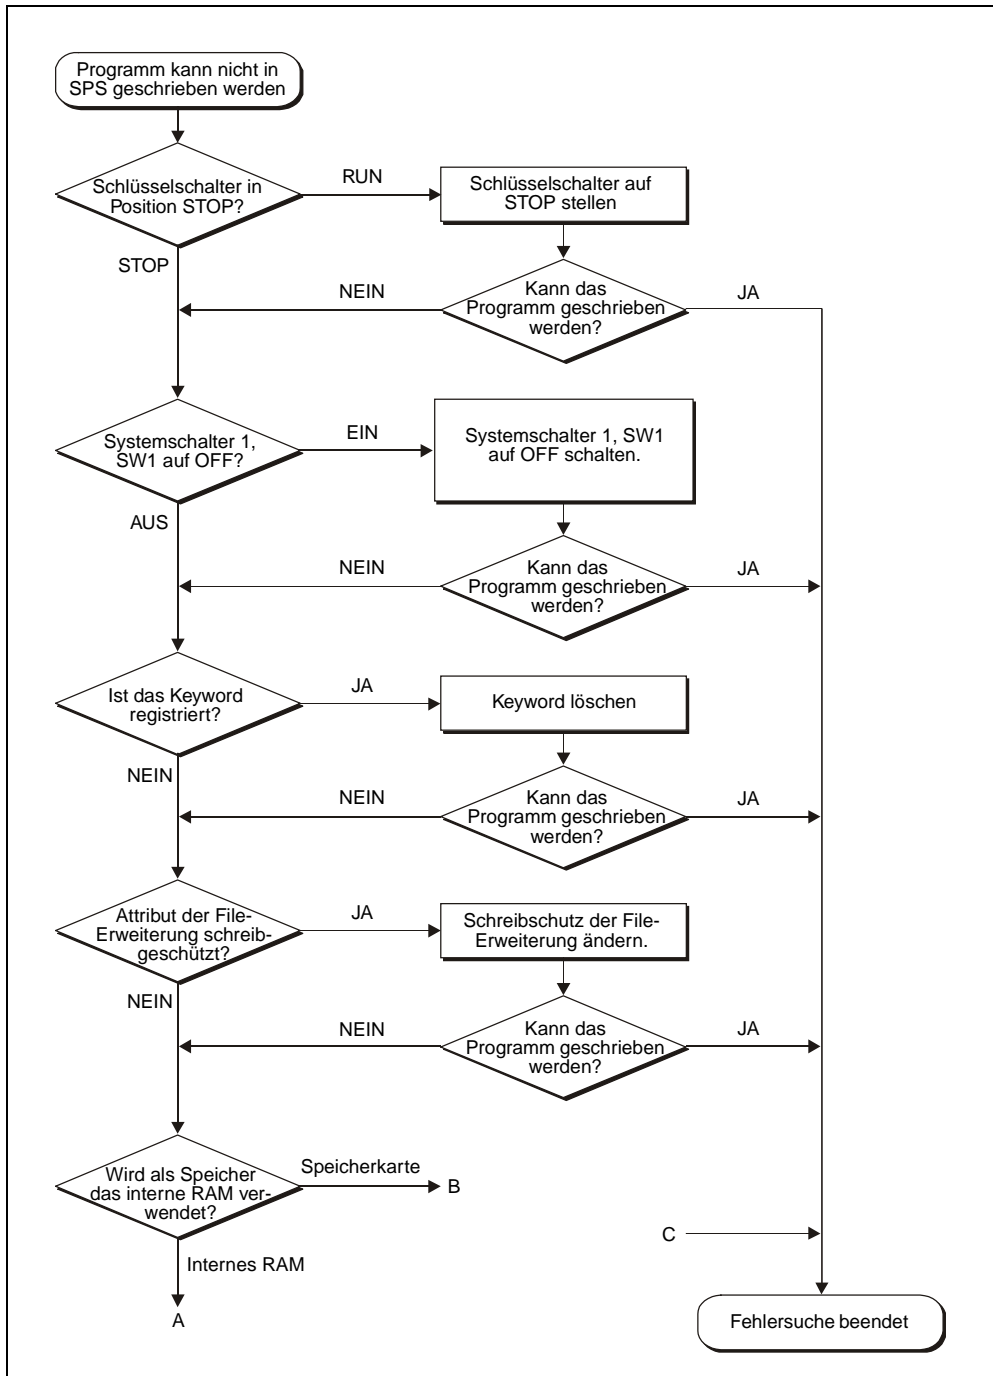 Programm kann nicht in
SPS geschrieben werden
Schlüsselschalter in
Position STOP?
RUN
Schlüsselschalter auf
STOP stellen
STOP
NEIN
Kann das
Programm geschrieben
werden?
JA
Systemschalter 1,
SW1 auf OFF?
EIN
Systemschalter 1, SW1
auf OFF schalten.
AUS
NEIN
Kann das
Programm geschrieben
werden?
JA
Ist das Keyword
registriert?
JA
Keyword löschen
NEIN
NEIN
Kann das
Programm geschrieben
werden?
JA
Attribut der File-
Erweiterung schreib-
geschützt?
JA
Schreibschutz der File-
Erweiterung ändern.
NEIN
NEIN
Kann das
Programm geschrieben
werden?
JA
Wird als Speicher
das interne RAM ver-
wendet?
Speicherkarte
B
C
Internes RAM
A
Fehlersuche beendet